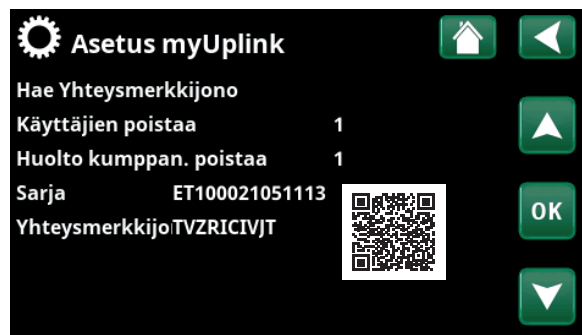 Asetus myUplink
Hae Yhteysmerkkijono
Käyttäjien poistaa 1
Huolto kumppan. poistaa 1
Sarja ET100021051113
Yhteysmerkkijo TVZRICIVJT
OK